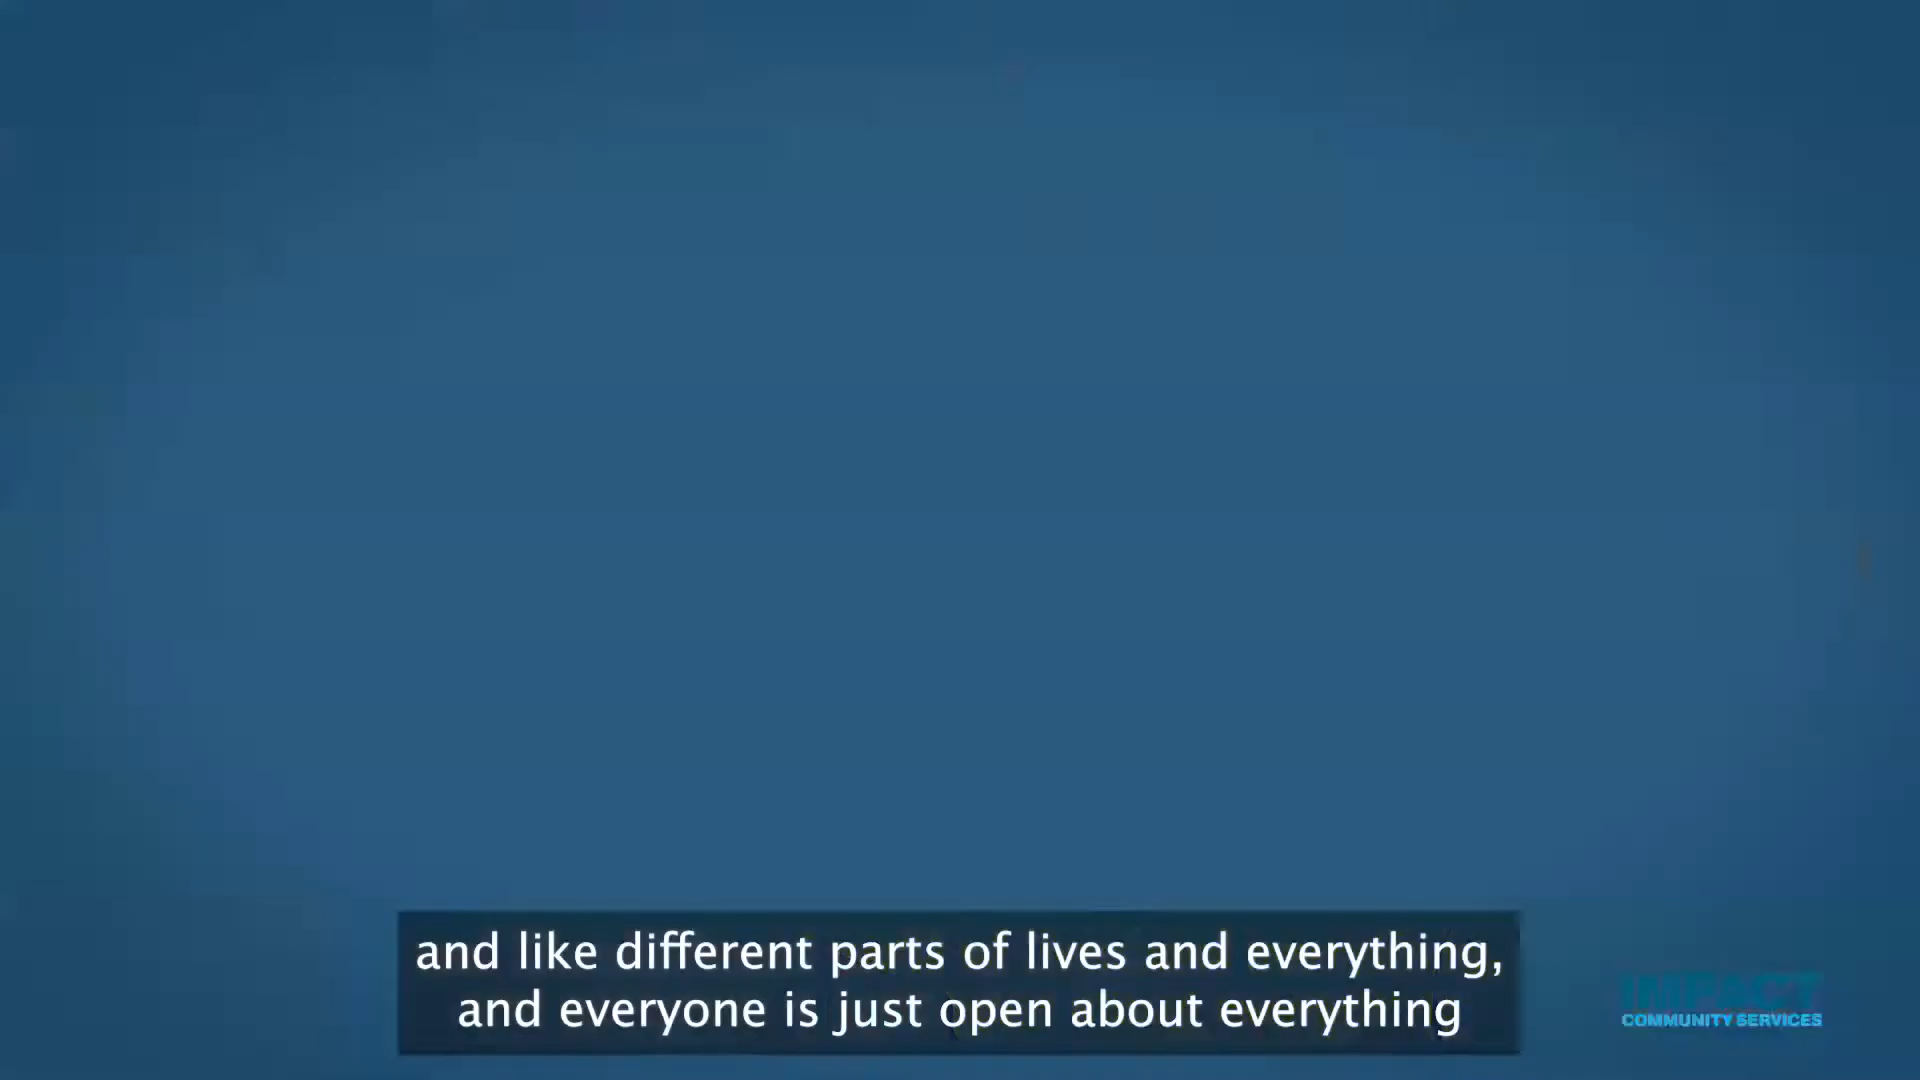 and like different parts of lives and everything,
and everyone is just open about everything
IMPACT
COMMUNITY SERVICES